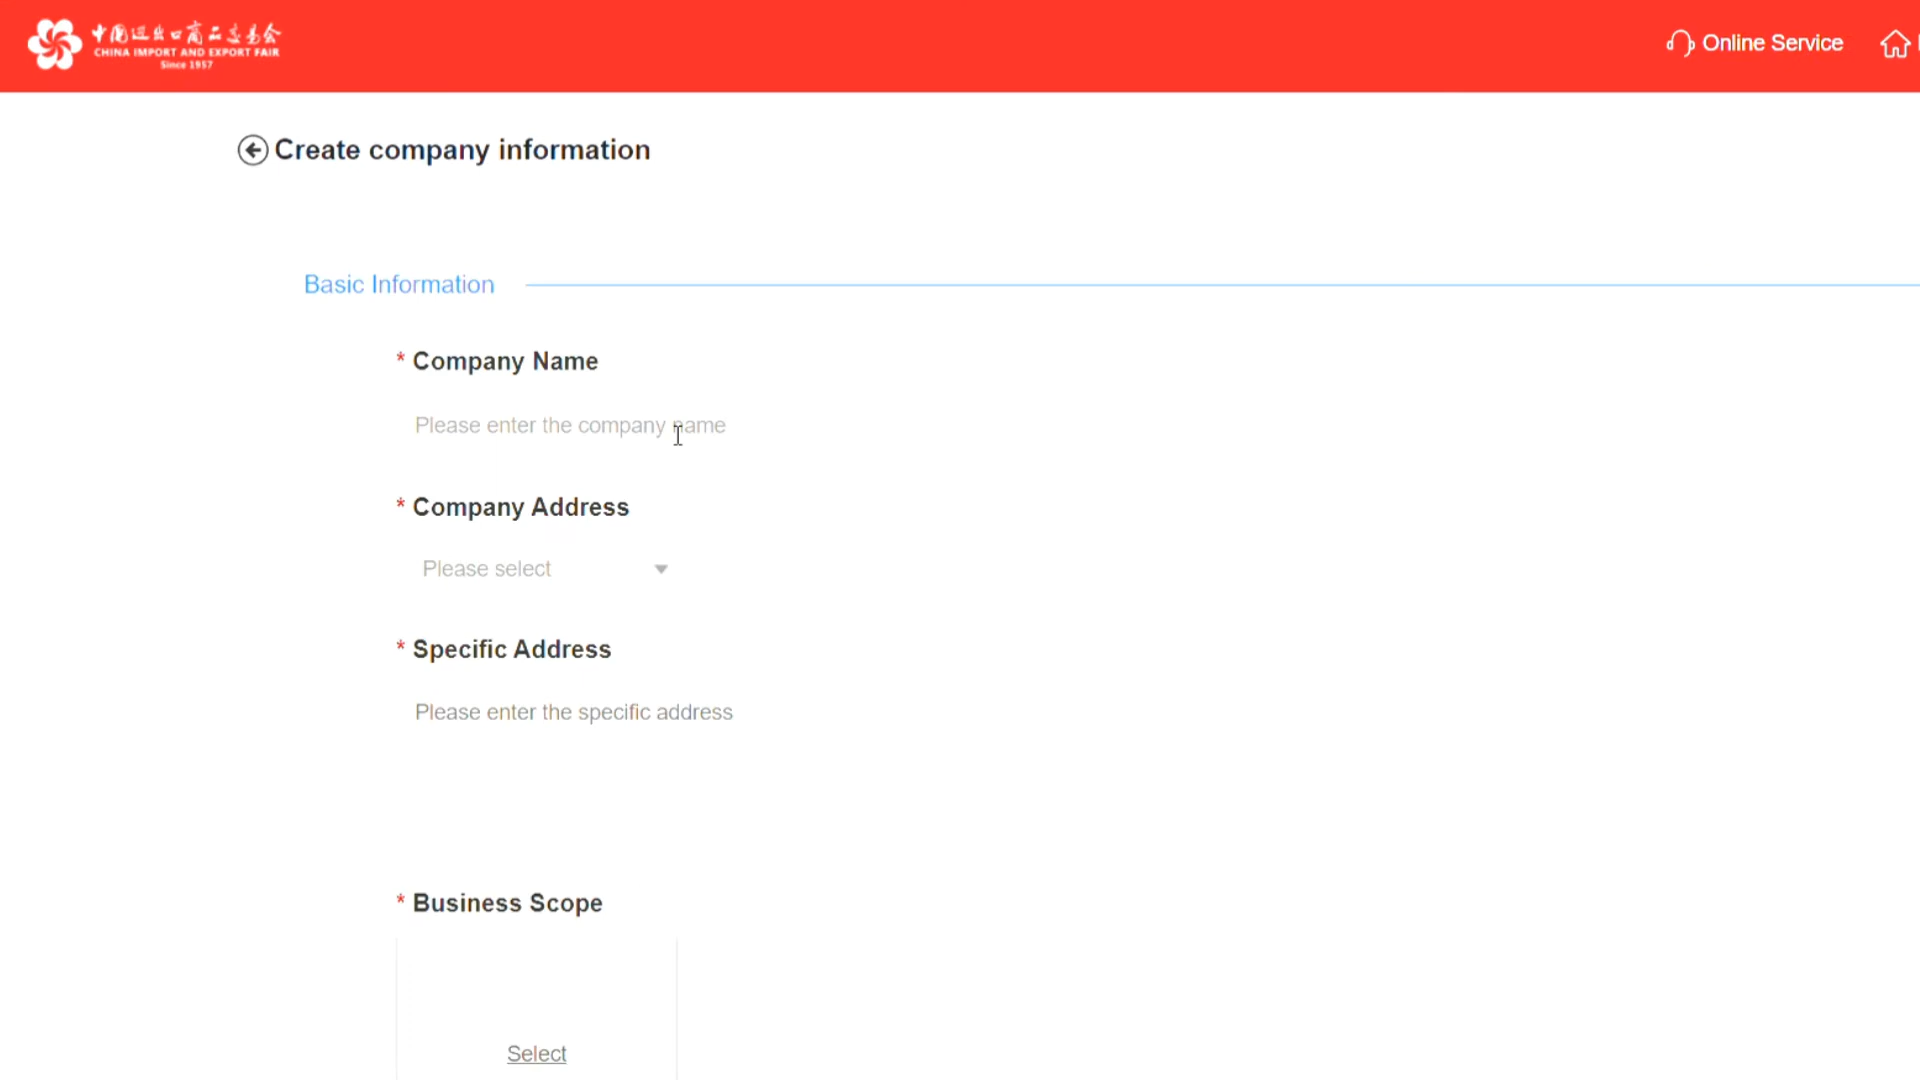 中国进出口商品交易会
CHINA IMPORT AND EXPORT FAIR
Since 1957
Online Service
Create company information
Basic Information
* Company Name
Please enter the company name
* Company Address
Please select
* Specific Address
Please enter the specific address
* Business Scope
Select